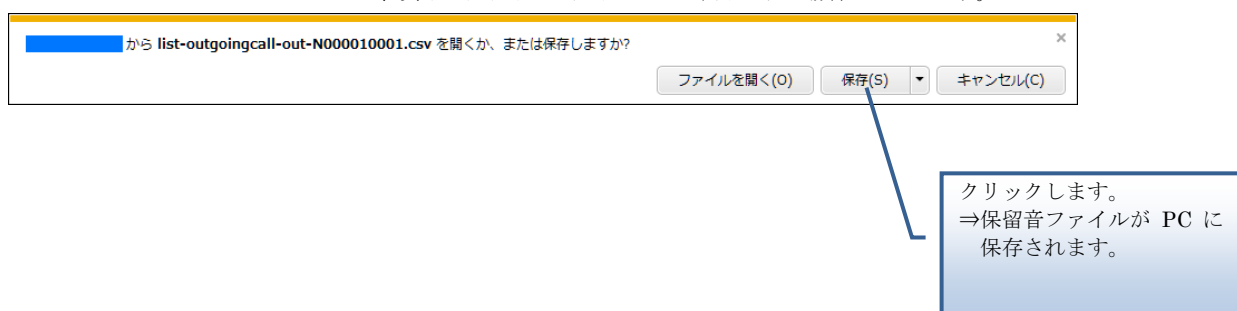 から list-outgoingcall-out-N000010001.csv を開くか、または保存しますか?
×
ファイルを開く(O) 保存(S) キャンセル(C)
クリックします。
⇒保留音ファイルが PC に
保存されます。